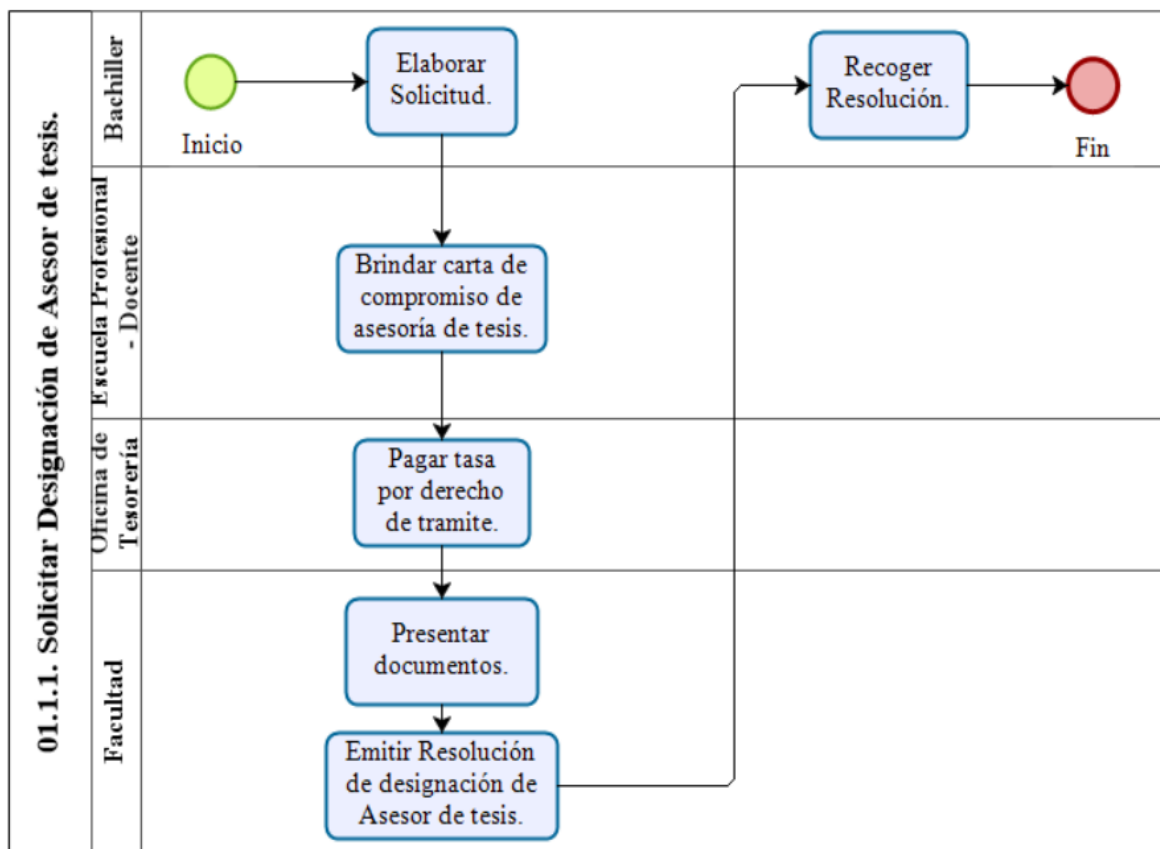 01.1.1. Solicitar Designación de Asesor de tesis.
Bachiller
Inicio
Elaborar
Solicitud.
Recoger
Resolución.
Fin
Escuela Profesional
- Docente
Brindar carta de
compromiso de
asesoría de tesis.
Oficina de
Tesorería
Pagar tasa
por derecho
de tramite.
Facultad
Presentar
documentos.
Emitir Resolución
de designación de
Asesor de tesis.